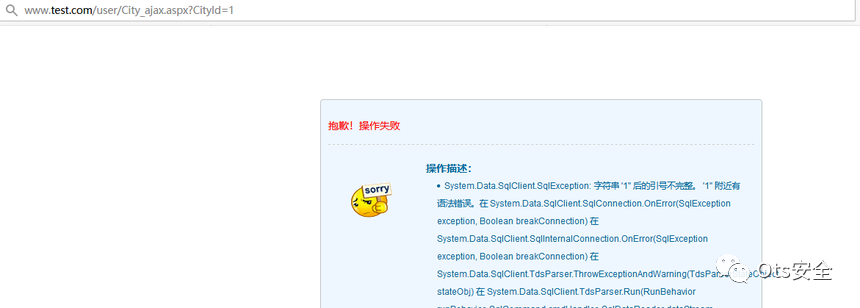 www.test.com/user/City_ajax.aspx?CityId=1
抱歉！操作失败
操作描述：
sorry
• System.Data.SqlClient.SqlException: 字符串 '1'' 后的引号不完整。 '1'' 附近有
语法错误。在 System.Data.SqlClient.SqlConnection.OnError(SqlException
exception, Boolean breakConnection) 在
System.Data.SqlClient.SqlInternalConnection.OnError(SqlException
exception, Boolean breakConnection) 在
System.Data.SqlClient.TdsParser.ThrowExceptionAndWarning(TdsParser
stateObj) 在 System.Data.SqlClient.TdsParser.Run(RunBehavior
Ots安全